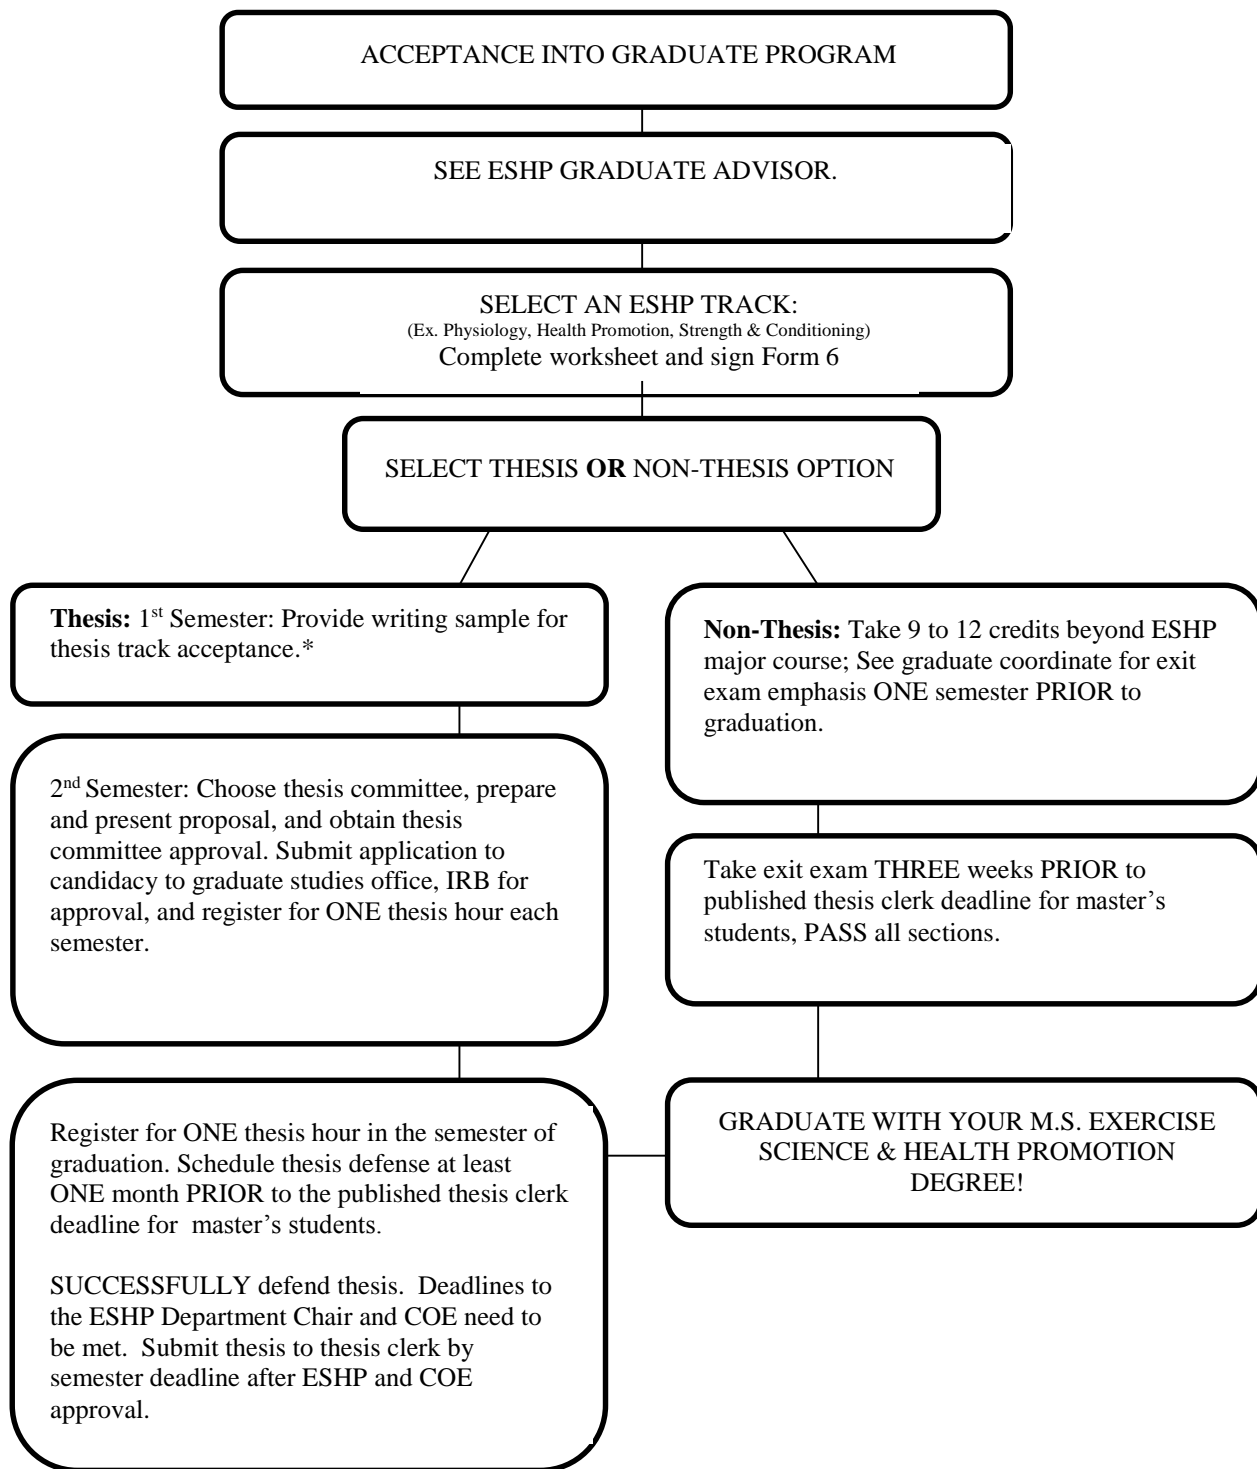 ACCEPTANCE INTO GRADUATE PROGRAM
SEE ESHP GRADUATE ADVISOR.
SELECT AN ESHP TRACK:
(Ex. Physiology, Health Promotion, Strength & Conditioning)
Complete worksheet and sign Form 6
SELECT THESIS OR NON-THESIS OPTION
Thesis: 1st Semester: Provide writing sample for
thesis track acceptance.*
2nd Semester: Choose thesis committee, prepare
and present proposal, and obtain thesis
committee approval. Submit application to
candidacy to graduate studies office, IRB for
approval, and register for ONE thesis hour each
semester.
Register for ONE thesis hour in the semester of
graduation. Schedule thesis defense at least
ONE month PRIOR to the published thesis clerk
deadline for master’s students.
SUCCESSFULLY defend thesis. Deadlines to
the ESHP Department Chair and COE need to
be met. Submit thesis to thesis clerk by
semester deadline after ESHP and COE
approval.
Non-Thesis: Take 9 to 12 credits beyond ESHP
major course; See graduate coordinate for exit
exam emphasis ONE semester PRIOR to
graduation.
Take exit exam THREE weeks PRIOR to
published thesis clerk deadline for master’s
students, PASS all sections.
GRADUATE WITH YOUR M.S. EXERCISE
SCIENCE & HEALTH PROMOTION
DEGREE!